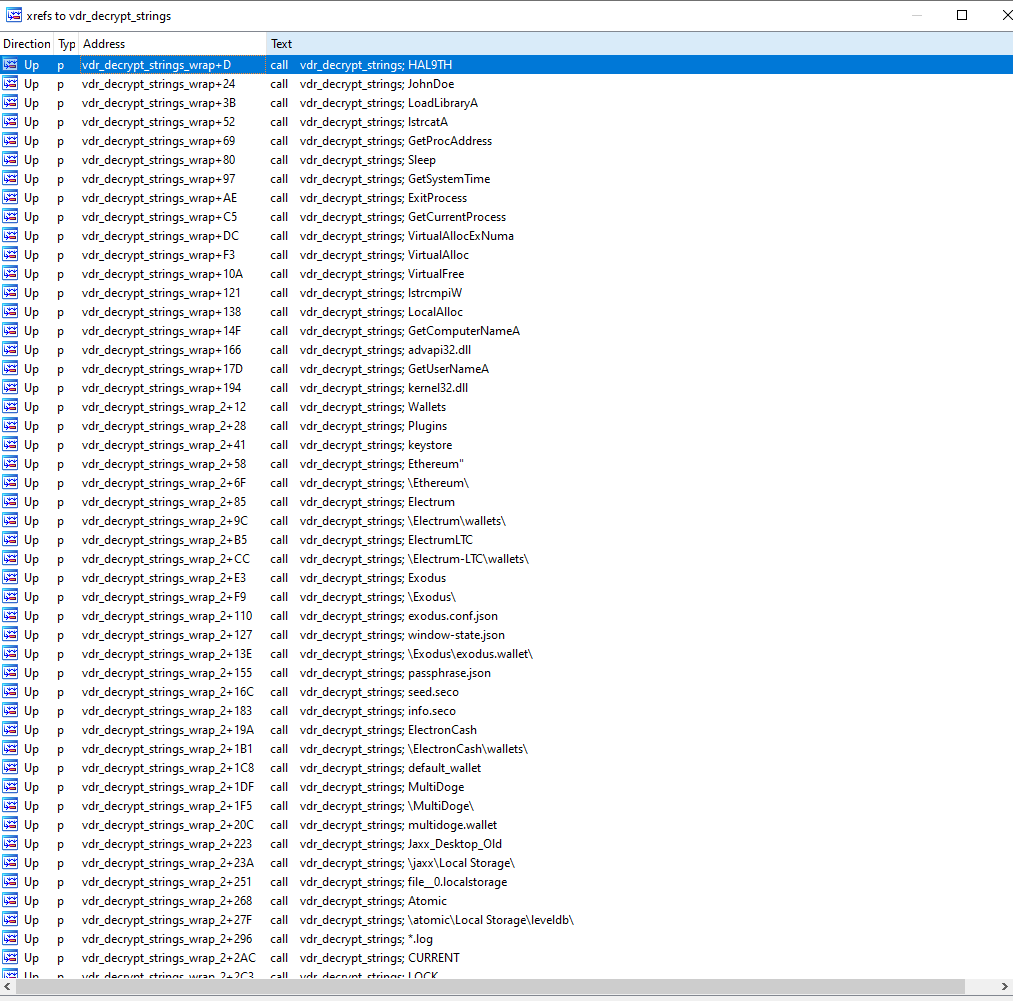 xrefs to vdr_decrypt_strings
Direction Typ Address Text
Up p vdr_decrypt_strings_wrap+D call vdr_decrypt_strings; HAL9TH
Up p vdr_decrypt_strings_wrap+24 call vdr_decrypt_strings; JohnDoe
Up p vdr_decrypt_strings_wrap+3B call vdr_decrypt_strings; LoadLibraryA
Up p vdr_decrypt_strings_wrap+52 call vdr_decrypt_strings; lstrcatA
Up p vdr_decrypt_strings_wrap+69 call vdr_decrypt_strings; GetProcAddress
Up p vdr_decrypt_strings_wrap+80 call vdr_decrypt_strings; Sleep
Up p vdr_decrypt_strings_wrap+97 call vdr_decrypt_strings; GetSystemTime
Up p vdr_decrypt_strings_wrap+AE call vdr_decrypt_strings; ExitProcess
Up p vdr_decrypt_strings_wrap+C5 call vdr_decrypt_strings; GetCurrentProcess
Up p vdr_decrypt_strings_wrap+DC call vdr_decrypt_strings; VirtualAllocExNuma
Up p vdr_decrypt_strings_wrap+F3 call vdr_decrypt_strings; VirtualAlloc
Up p vdr_decrypt_strings_wrap+10A call vdr_decrypt_strings; VirtualFree
Up p vdr_decrypt_strings_wrap+121 call vdr_decrypt_strings; lstrcmpiW
Up p vdr_decrypt_strings_wrap+138 call vdr_decrypt_strings; LocalAlloc
Up p vdr_decrypt_strings_wrap+14F call vdr_decrypt_strings; GetComputerNameA
Up p vdr_decrypt_strings_wrap+166 call vdr_decrypt_strings; advapi32.dll
Up p vdr_decrypt_strings_wrap+17D call vdr_decrypt_strings; GetUserNameA
Up p vdr_decrypt_strings_wrap+194 call vdr_decrypt_strings; kernel32.dll
Up p vdr_decrypt_strings_wrap_2+12 call vdr_decrypt_strings; Wallets
Up p vdr_decrypt_strings_wrap_2+28 call vdr_decrypt_strings; Plugins
Up p vdr_decrypt_strings_wrap_2+41 call vdr_decrypt_strings; keystore
Up p vdr_decrypt_strings_wrap_2+58 call vdr_decrypt_strings; Ethereum"
Up p vdr_decrypt_strings_wrap_2+6F call vdr_decrypt_strings; \Ethereum\
Up p vdr_decrypt_strings_wrap_2+85 call vdr_decrypt_strings; Electrum
Up p vdr_decrypt_strings_wrap_2+9C call vdr_decrypt_strings; \Electrum\wallets\
Up p vdr_decrypt_strings_wrap_2+B5 call vdr_decrypt_strings; ElectrumLTC
Up p vdr_decrypt_strings_wrap_2+CC call vdr_decrypt_strings; \Electrum-LTC\wallets\
Up p vdr_decrypt_strings_wrap_2+E3 call vdr_decrypt_strings; Exodus
Up p vdr_decrypt_strings_wrap_2+F9 call vdr_decrypt_strings; \Exodus\
Up p vdr_decrypt_strings_wrap_2+110 call vdr_decrypt_strings; exodus.conf.json
Up p vdr_decrypt_strings_wrap_2+127 call vdr_decrypt_strings; window-state.json
Up p vdr_decrypt_strings_wrap_2+13E call vdr_decrypt_strings; \Exodus\exodus.wallet\
Up p vdr_decrypt_strings_wrap_2+155 call vdr_decrypt_strings; passphrase.json
Up p vdr_decrypt_strings_wrap_2+16C call vdr_decrypt_strings; seed.seco
Up p vdr_decrypt_strings_wrap_2+183 call vdr_decrypt_strings; info.seco
Up p vdr_decrypt_strings_wrap_2+19A call vdr_decrypt_strings; ElectronCash
Up p vdr_decrypt_strings_wrap_2+1B1 call vdr_decrypt_strings; \ElectronCash\wallets\
Up p vdr_decrypt_strings_wrap_2+1C8 call vdr_decrypt_strings; default_wallet
Up p vdr_decrypt_strings_wrap_2+1DF call vdr_decrypt_strings; MultiDoge
Up p vdr_decrypt_strings_wrap_2+1F5 call vdr_decrypt_strings; \MultiDoge\
Up p vdr_decrypt_strings_wrap_2+20C call vdr_decrypt_strings; multidoge.wallet
Up p vdr_decrypt_strings_wrap_2+223 call vdr_decrypt_strings; Jaxx_Desktop_Old
Up p vdr_decrypt_strings_wrap_2+23A call vdr_decrypt_strings; \jaxx\Local Storage\
Up p vdr_decrypt_strings_wrap_2+251 call vdr_decrypt_strings; file__0.localstorage
Up p vdr_decrypt_strings_wrap_2+268 call vdr_decrypt_strings; Atomic
Up p vdr_decrypt_strings_wrap_2+27F call vdr_decrypt_strings; \atomic\Local Storage\leveldb\
Up p vdr_decrypt_strings_wrap_2+296 call vdr_decrypt_strings; *.log
Up p vdr_decrypt_strings_wrap_2+2AC call vdr_decrypt_strings; CURRENT
Up p vdr_decrypt_strings_wrap_2+2C3 call vdr_decrypt_strings; LOCK